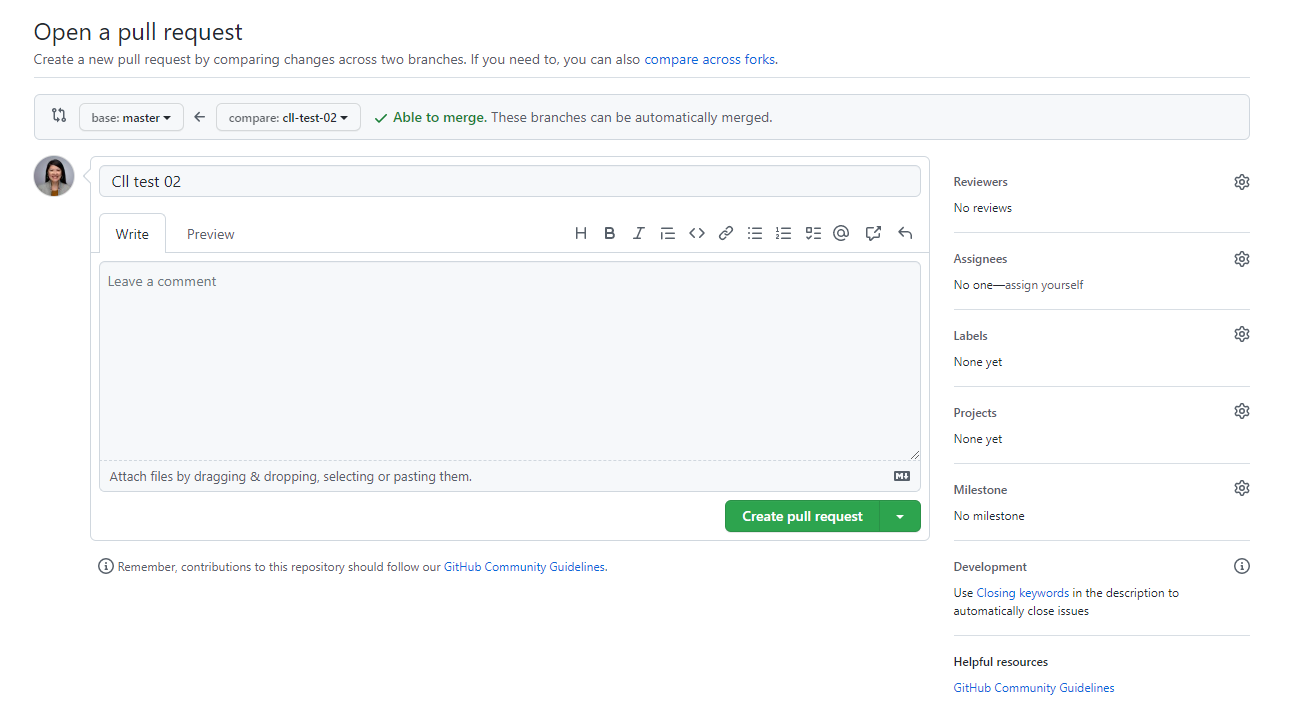 Open a pull request
Create a new pull request by comparing changes across two branches. If you need to, you can also compare across forks.
base: master
compare: cll-test-02
Able to merge. These branches can be automatically merged.
Cll test 02
Write
Preview
Leave a comment
Attach files by dragging & dropping, selecting or pasting them.
Create pull request
Remember, contributions to this repository should follow our GitHub Community Guidelines.
Reviewers
No reviews
Assignees
No one—assign yourself
Labels
None yet
Projects
None yet
Milestone
No milestone
Development
Use Closing keywords in the description to
automatically close issues
Helpful resources
GitHub Community Guidelines